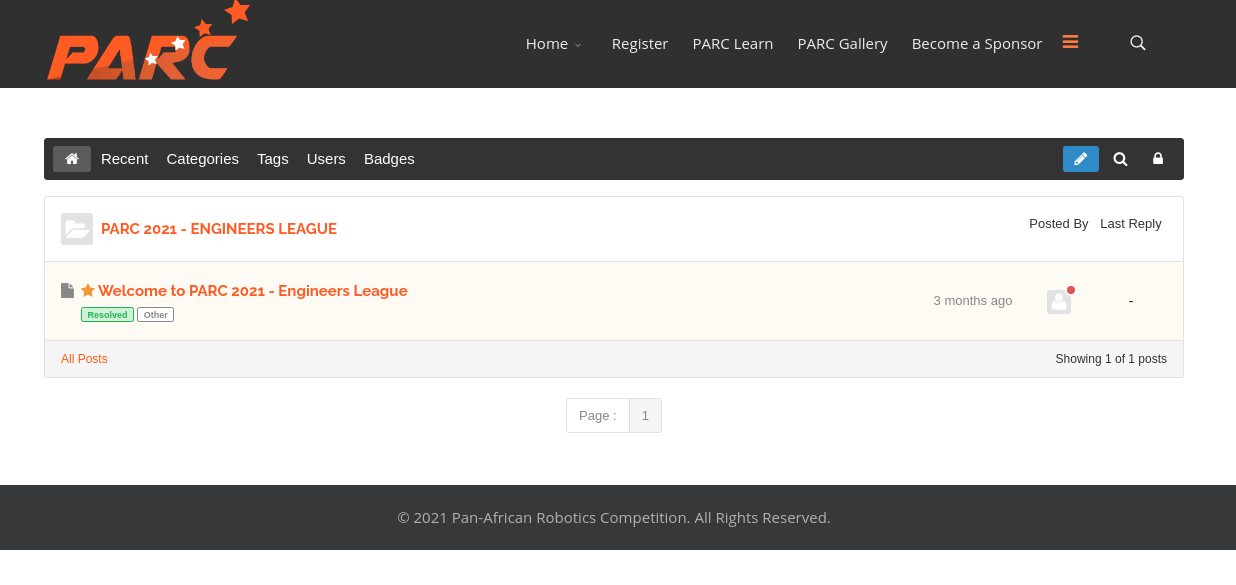 PARC
Home Register PARC Learn PARC Gallery Become a Sponsor
Recent Categories Tags Users Badges
PARC 2021 - ENGINEERS LEAGUE Posted By Last Reply
Welcome to PARC 2021 - Engineers League
3 months ago -
Resolved Other
All Posts Showing 1 of 1 posts
Page : 1
© 2021 Pan-African Robotics Competition. All Rights Reserved.